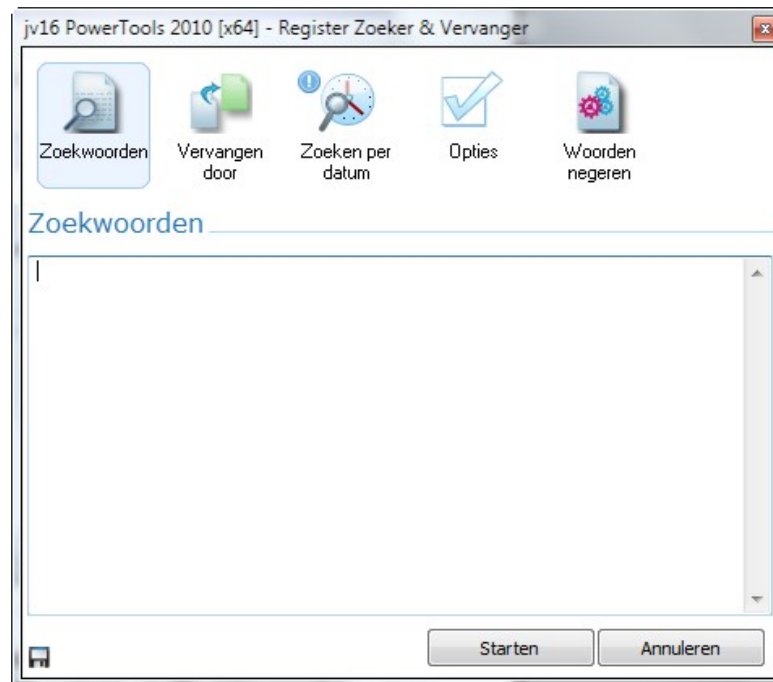 jv16 PowerTools 2010 [x64] - Register Zoeker & Vervanger
Zoekwoorden
Vervangen
door
Zoeken per
datum
Opties
Woorden
negeren
Zoekwoorden
Starten
Annuleren